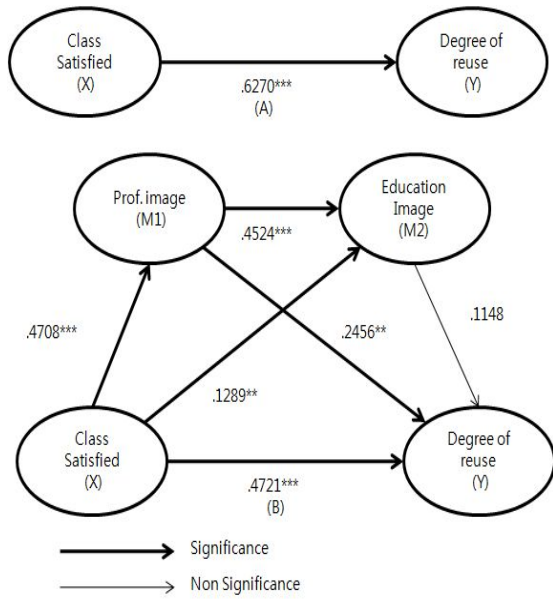 Class
Satisfied
(X)
Degree of
reuse
(Y)
.6270***
(A)
Prof. image
(M1)
Education
Image
(M2)
.4524***
.4708***
.2456**
.1148
.1289**
Class
Satisfied
(X)
Degree of
reuse
(Y)
.4721***
(B)
Significance
Non Significance